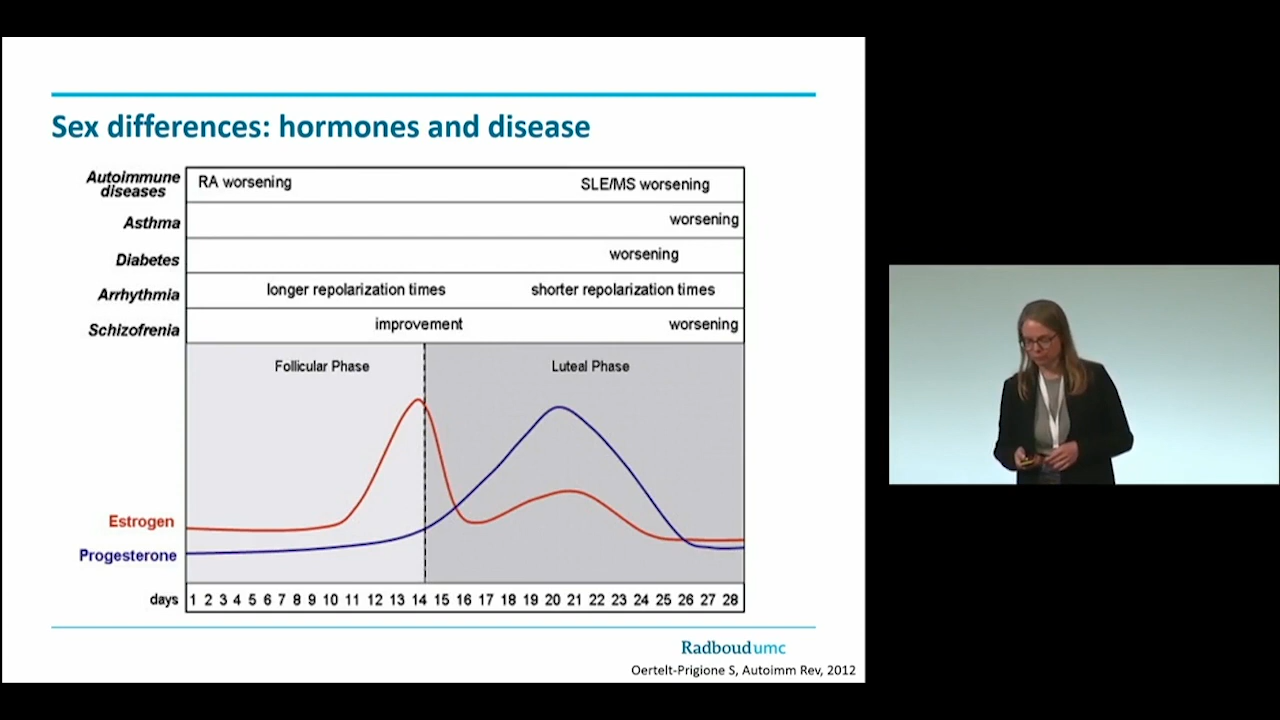 Sex differences: hormones and disease
Autoimmune
diseases
RA worsening
SLE/MS worsening
Asthma
worsening
Diabetes
worsening
Arrhythmia
longer repolarization times
shorter repolarization times
Schizofrenia
improvement
worsening
Follicular Phase
Luteal Phase
Estrogen
Progesterone
days 1 2 3 4 5 6 7 8 9 10 11 12 13 14 15 16 17 18 19 20 21 22 23 24 25 26 27 28
Radboudumc
Oertelt-Prigione S, Autoimm Rev, 2012